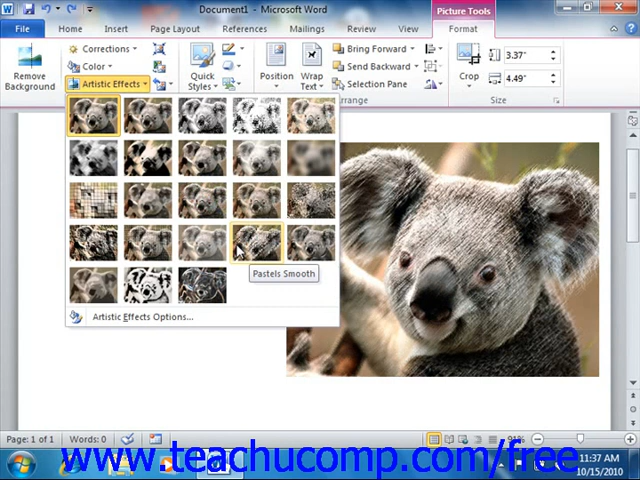 Document1 - Microsoft Word
Picture Tools
File Home Insert Page Layout References Mailings Review View Format
Remove Background
Corrections
Color
Artistic Effects
Quick Styles
Position
Wrap Text
Bring Forward
Send Backward
Selection Pane
Arrange
Crop
3.37"
4.49"
Size
Pastels Smooth
Artistic Effects Options...
Page: 1 of 1 Words: 0 91%
www.teachucomp.com/free
11:37 AM
10/15/2010